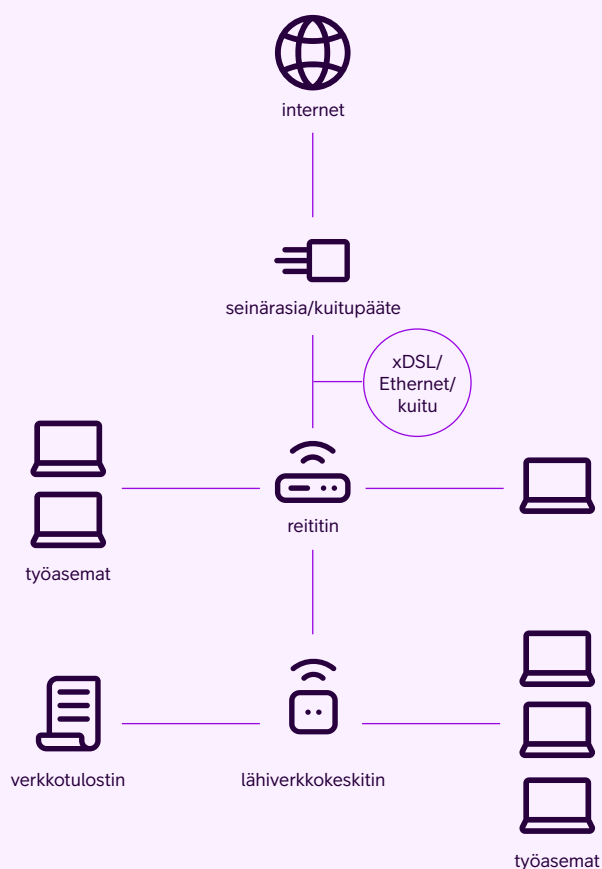 internet
seinärasia/kuitupääte
xDSL/
Ethernet/
kuitu
reititin
työasemat
verkkotulostin
lähiverkkokeskitin
työasemat